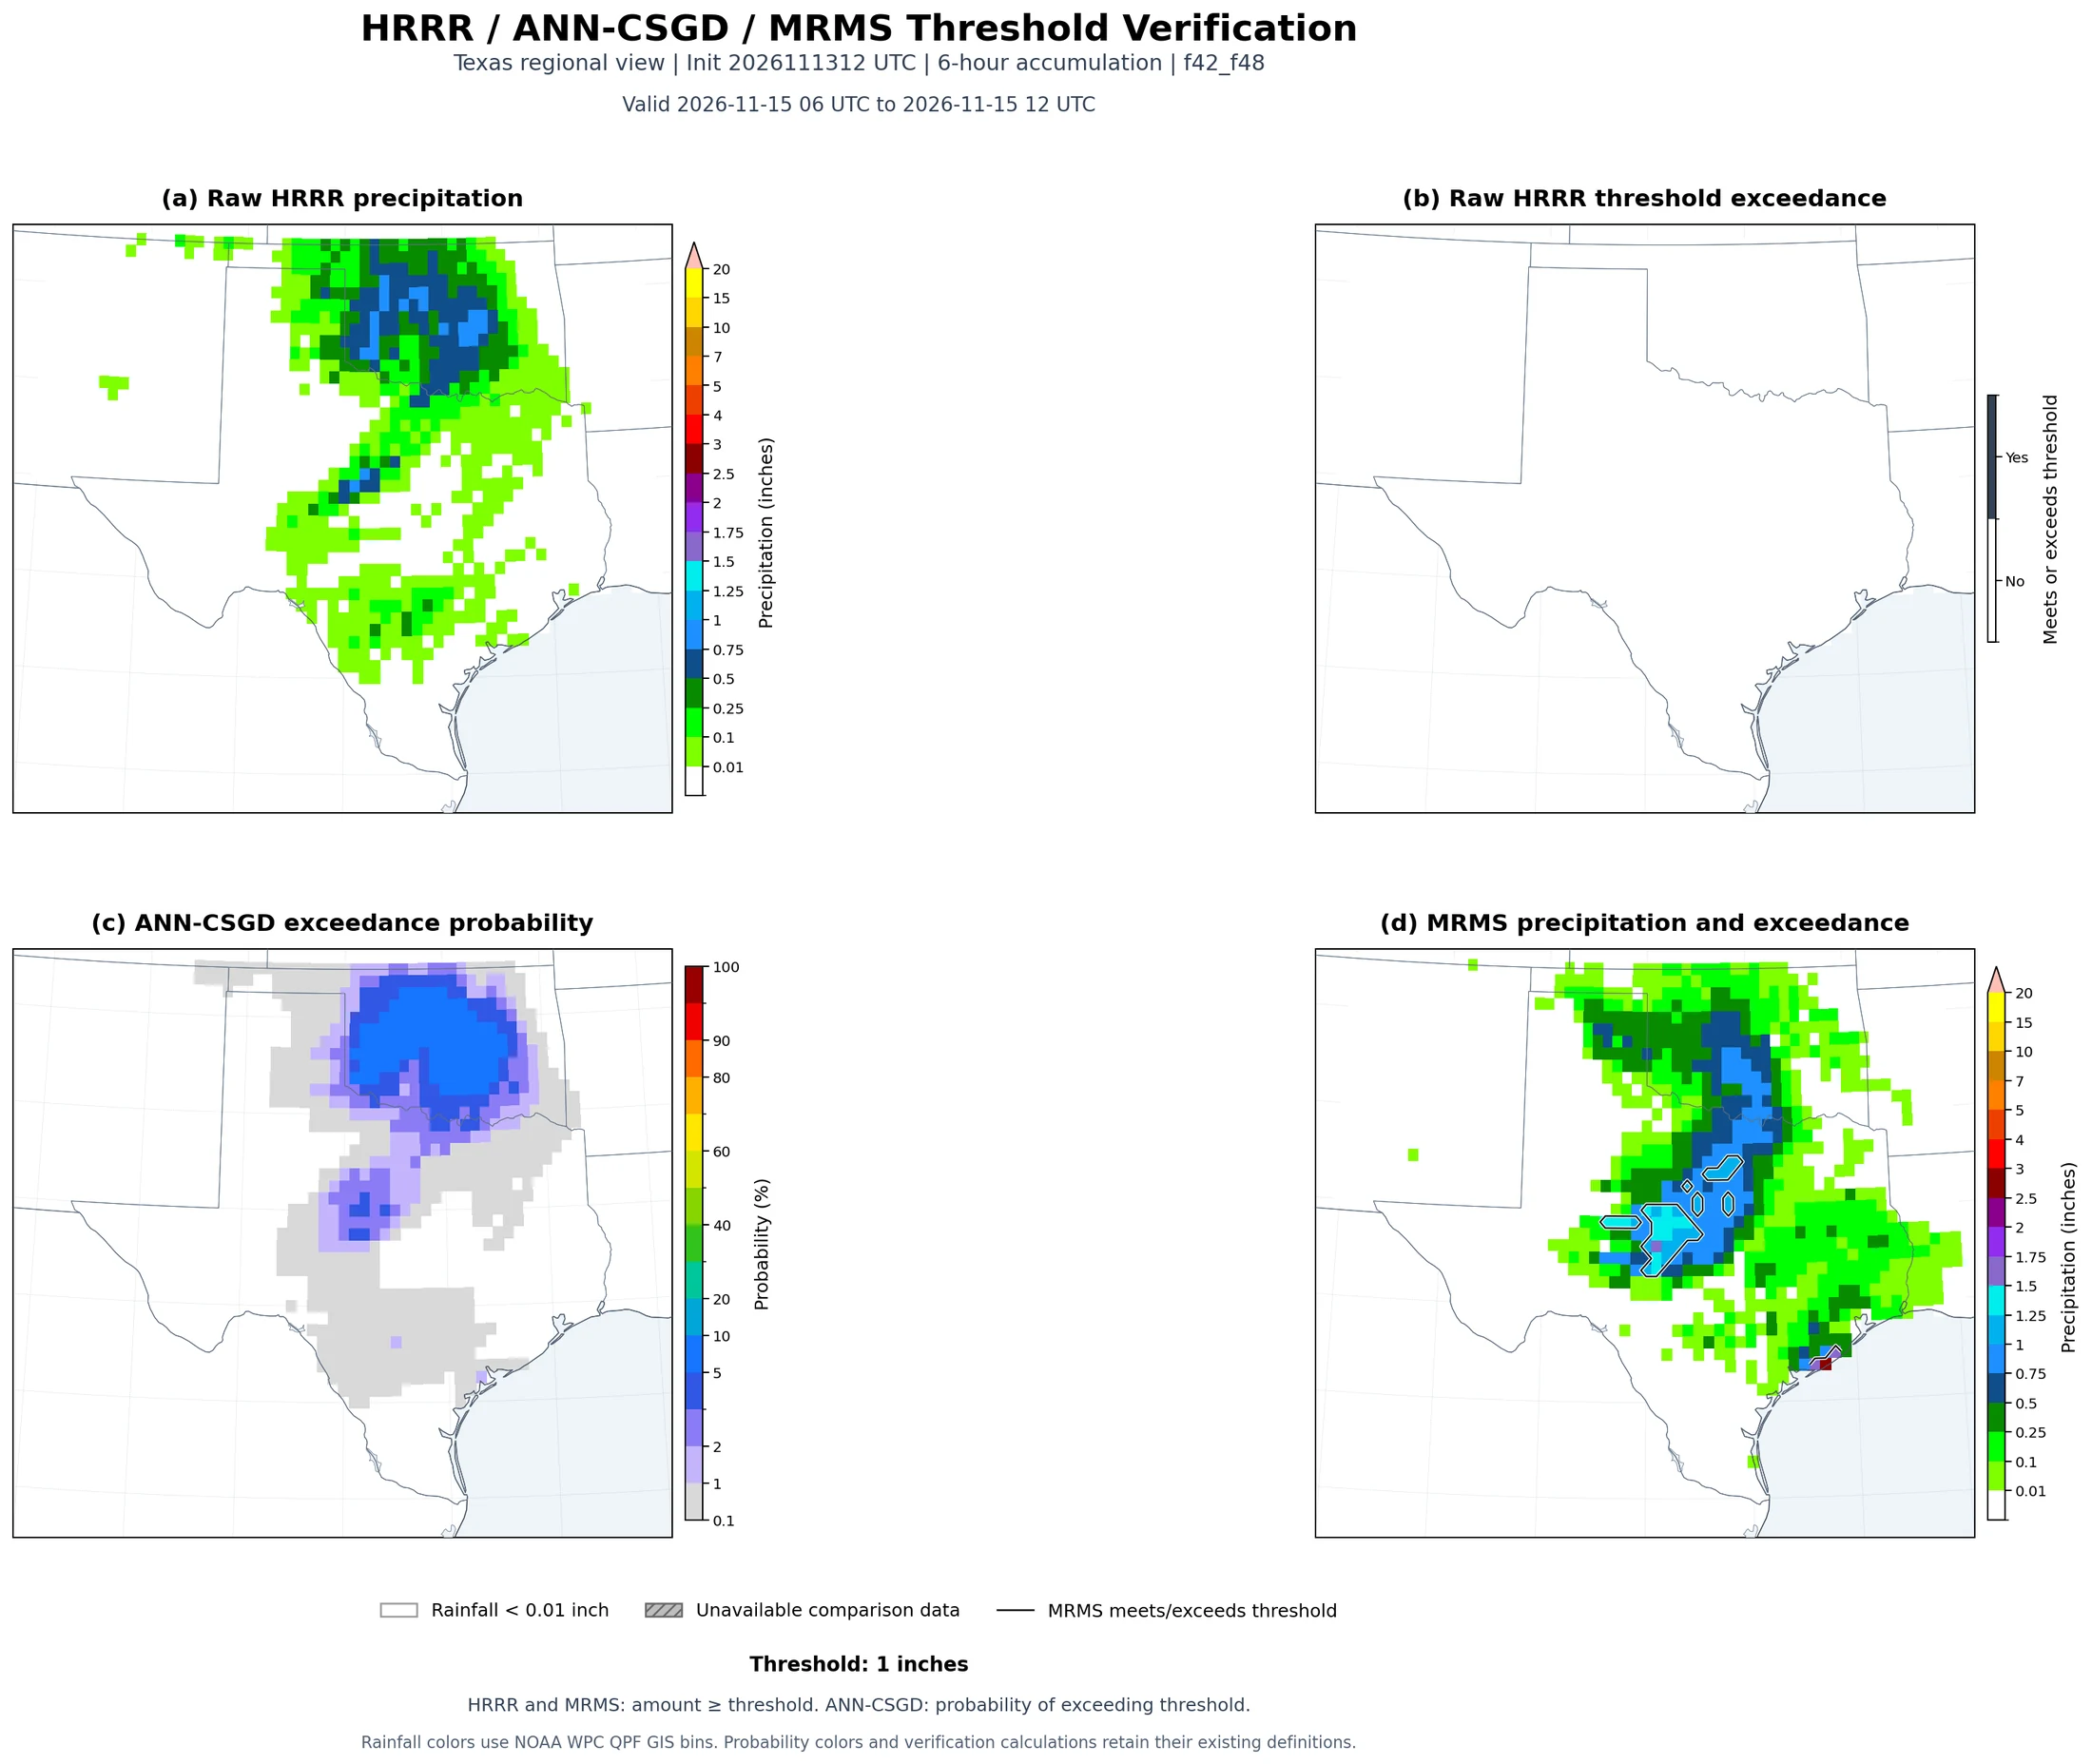 HRRR / ANN-CSGD / MRMS Threshold Verification
Texas regional view | Init 2026111312 UTC | 6-hour accumulation | f42_f48
Valid 2026-11-15 06 UTC to 2026-11-15 12 UTC
(a) Raw HRRR precipitation
20
15
10
7
5
4
3
2.5
2
1.75
1.5
1.25
1
0.75
0.5
0.25
0.1
0.01
Precipitation (inches)
(b) Raw HRRR threshold exceedance
Yes
No
Meets or exceeds threshold
(c) ANN-CSGD exceedance probability
100
90
80
60
40
20
10
5
2
1
0.1
Probability (%)
(d) MRMS precipitation and exceedance
20
15
10
7
5
4
3
2.5
2
1.75
1.5
1.25
1
0.75
0.5
0.25
0.1
0.01
Precipitation (inches)
Rainfall < 0.01 inch
Unavailable comparison data
MRMS meets/exceeds threshold
Threshold: 1 inches
HRRR and MRMS: amount ≥ threshold. ANN-CSGD: probability of exceeding threshold.
Rainfall colors use NOAA WPC QPF GIS bins. Probability colors and verification calculations retain their existing definitions.